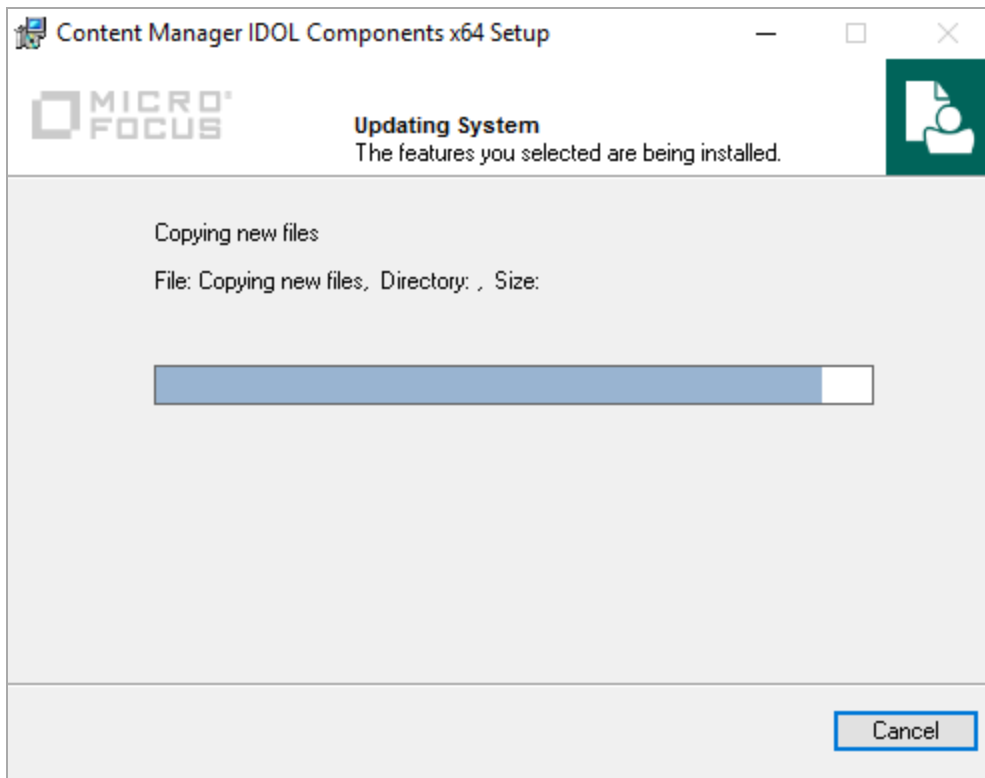 Content Manager IDOL Components x64 Setup
MICRO
FOCUS
Updating System
The features you selected are being installed.
Copying new files
File: Copying new files,  Directory: ,  Size:
Cancel